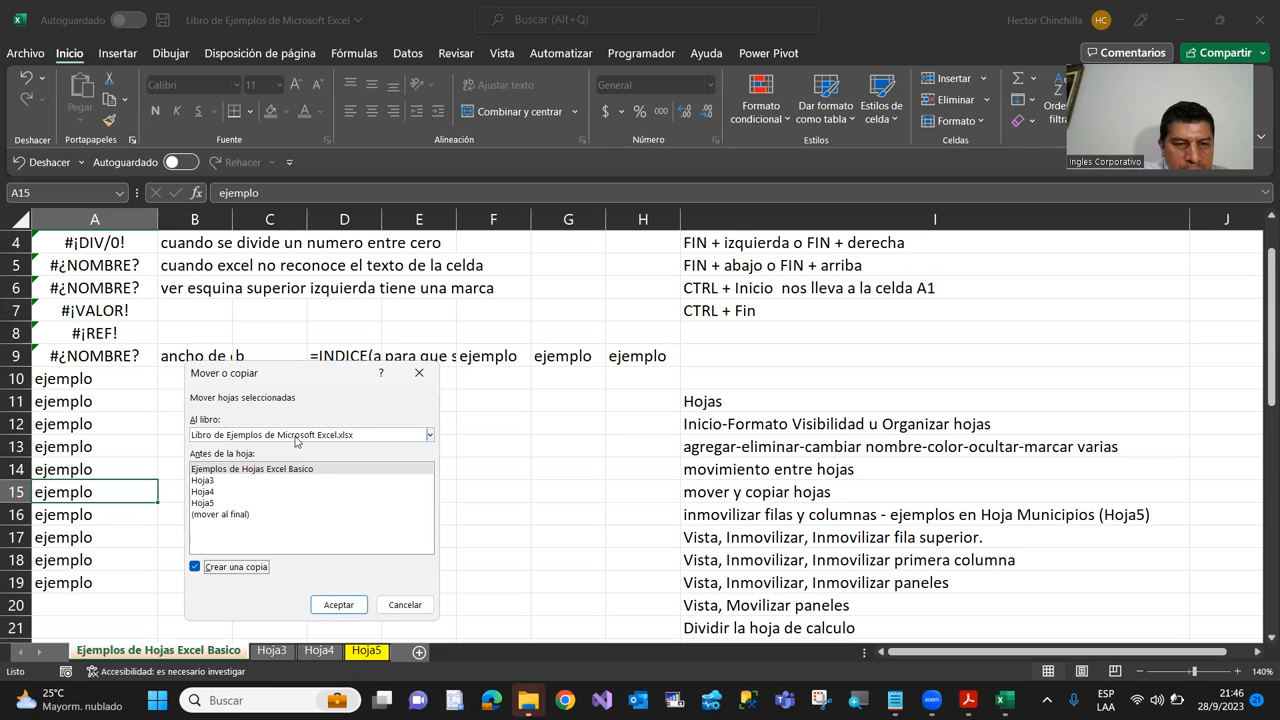 Autoguardado
Libro de Ejemplos de Microsoft Excel
Buscar (Alt+Q)
Hector Chinchilla
HC
Archivo Inicio Insertar Dibujar Disposición de página Fórmulas Datos Revisar Vista Automatizar Programador Ayuda Power Pivot
Comentarios
Compartir
Pegar
Calibri 11
Ajustar texto
General
Formato condicional
Dar formato como tabla
Estilos de celda
Insertar
Eliminar
Formato
N K S
Combinar y centrar
$ % 000
Deshacer Portapapeles Fuente Alineación Número Estilos Celdas
Deshacer Autoguardado Rehacer
Inglés Corporativo
A15 fx ejemplo
A B C D E F G H I J
4 #¡DIV/0! cuando se divide un numero entre cero FIN + izquierda o FIN + derecha
5 #¿NOMBRE? cuando excel no reconoce el texto de la celda FIN + abajo o FIN + arriba
6 #¿NOMBRE? ver esquina superior izquierda tiene una marca CTRL + Inicio nos lleva a la celda A1
7 #¡VALOR! CTRL + Fin
8 #¡REF!
9 #¿NOMBRE? ancho de b =INDICE(a para que s ejemplo ejemplo ejemplo
10 ejemplo
11 ejemplo Hojas
12 ejemplo Inicio-Formato Visibilidad u Organizar hojas
13 ejemplo agregar-eliminar-cambiar nombre-color-ocultar-marcar varias
14 ejemplo movimiento entre hojas
15 ejemplo mover y copiar hojas
16 ejemplo inmovilizar filas y columnas - ejemplos en Hoja Municipios (Hoja5)
17 ejemplo Vista, Inmovilizar, Inmovilizar fila superior.
18 ejemplo Vista, Inmovilizar, Inmovilizar primera columna
19 ejemplo Vista, Inmovilizar, Inmovilizar paneles
20 Vista, Movilizar paneles
21 Dividir la hoja de calculo
Mover o copiar ?
Mover hojas seleccionadas
Al libro:
Libro de Ejemplos de Microsoft Excel.xlsx
Antes de la hoja:
Ejemplos de Hojas Excel Basico
Hoja3
Hoja4
Hoja5
(mover al final)
Crear una copia
Aceptar Cancelar
Ejemplos de Hojas Excel Basico Hoja3 Hoja4 Hoja5
Listo Accesibilidad: es necesario investigar 140%
25°C
Mayorm. nublado
Buscar
ESP
LAA
21:46
28/9/2023